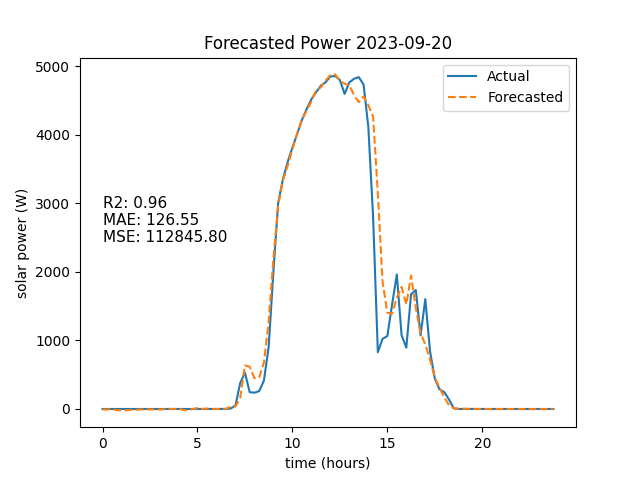 Forecasted Power 2023-09-20
Actual
Forecasted
R2: 0.96
MAE: 126.55
MSE: 112845.80
solar power (W)
5000
4000
3000
2000
1000
0
0 5 10 15 20
time (hours)